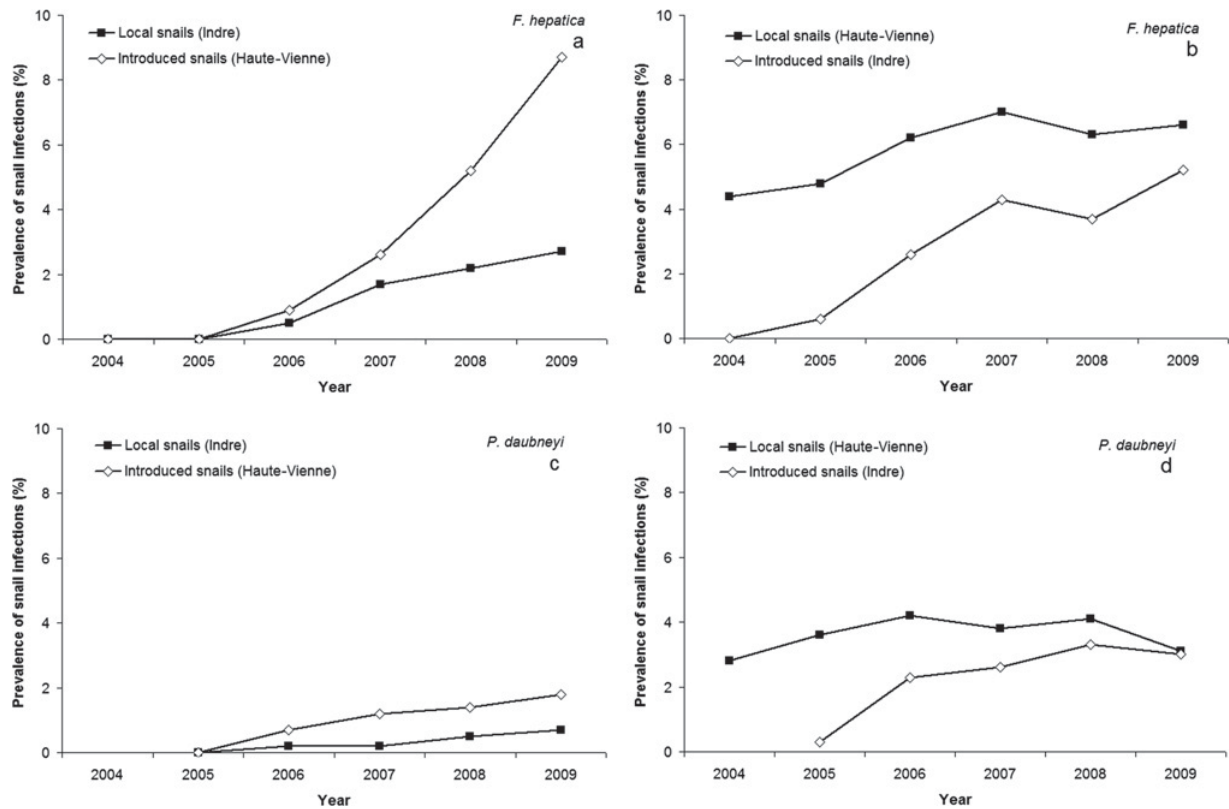 F. hepatica
a
Local snails (Indre)
Introduced snails (Haute-Vienne)
Prevalence of snail infections (%)
10
8
6
4
2
0
2004 2005 2006 2007 2008 2009
Year
F. hepatica
b
Local snails (Haute-Vienne)
Introduced snails (Indre)
Prevalence of snail infections (%)
10
8
6
4
2
0
2004 2005 2006 2007 2008 2009
Year
P. daubneyi
c
Local snails (Indre)
Introduced snails (Haute-Vienne)
Prevalence of snail infections (%)
10
8
6
4
2
0
2004 2005 2006 2007 2008 2009
Year
P. daubneyi
d
Local snails (Haute-Vienne)
Introduced snails (Indre)
Prevalence of snail infections (%)
10
8
6
4
2
0
2004 2005 2006 2007 2008 2009
Year